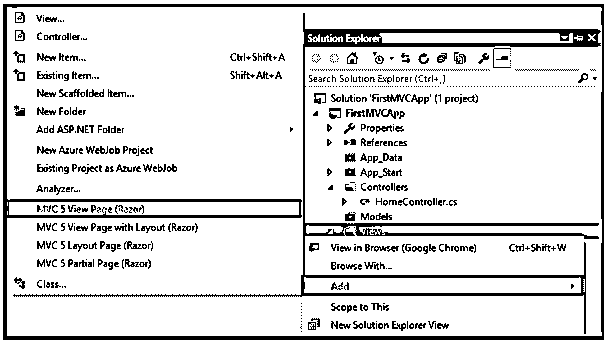 View...
Controller...
New Item... Ctrl+Shift+A
Existing Item... Shift+Alt+A
New Scaffolded Item...
New Folder
Add ASP.NET Folder
New Azure WebJob Project
Existing Project as Azure WebJob
Analyzer...
MVC 5 View Page (Razor)
MVC 5 View Page with Layout (Razor)
MVC 5 Layout Page (Razor)
MVC 5 Partial Page (Razor)
Class...
Solution Explorer
Search Solution Explorer (Ctrl+;)
Solution 'FirstMVCApp' (1 project)
FirstMVCApp
Properties
References
App_Data
App_Start
Controllers
C# HomeController.cs
Models
Views
View in Browser (Google Chrome) Ctrl+Shift+W
Browse With...
Add
Scope to This
New Solution Explorer View